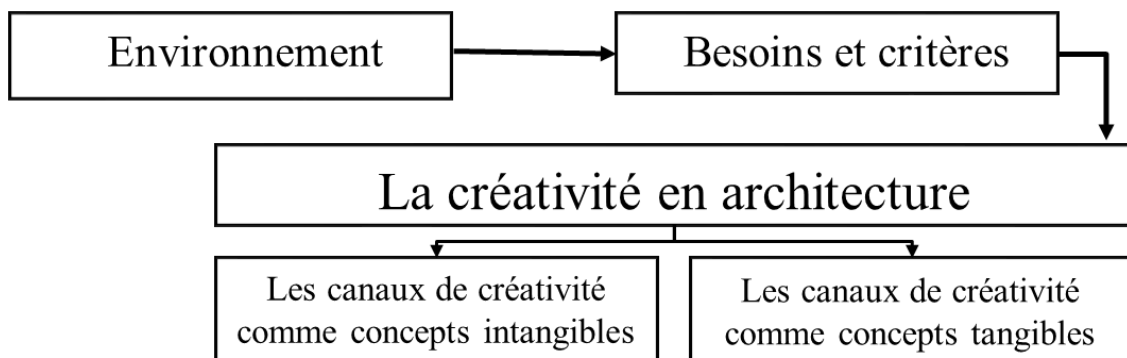 Environnement
Besoins et critères
La créativité en architecture
Les canaux de créativité
comme concepts intangibles
Les canaux de créativité
comme concepts tangibles